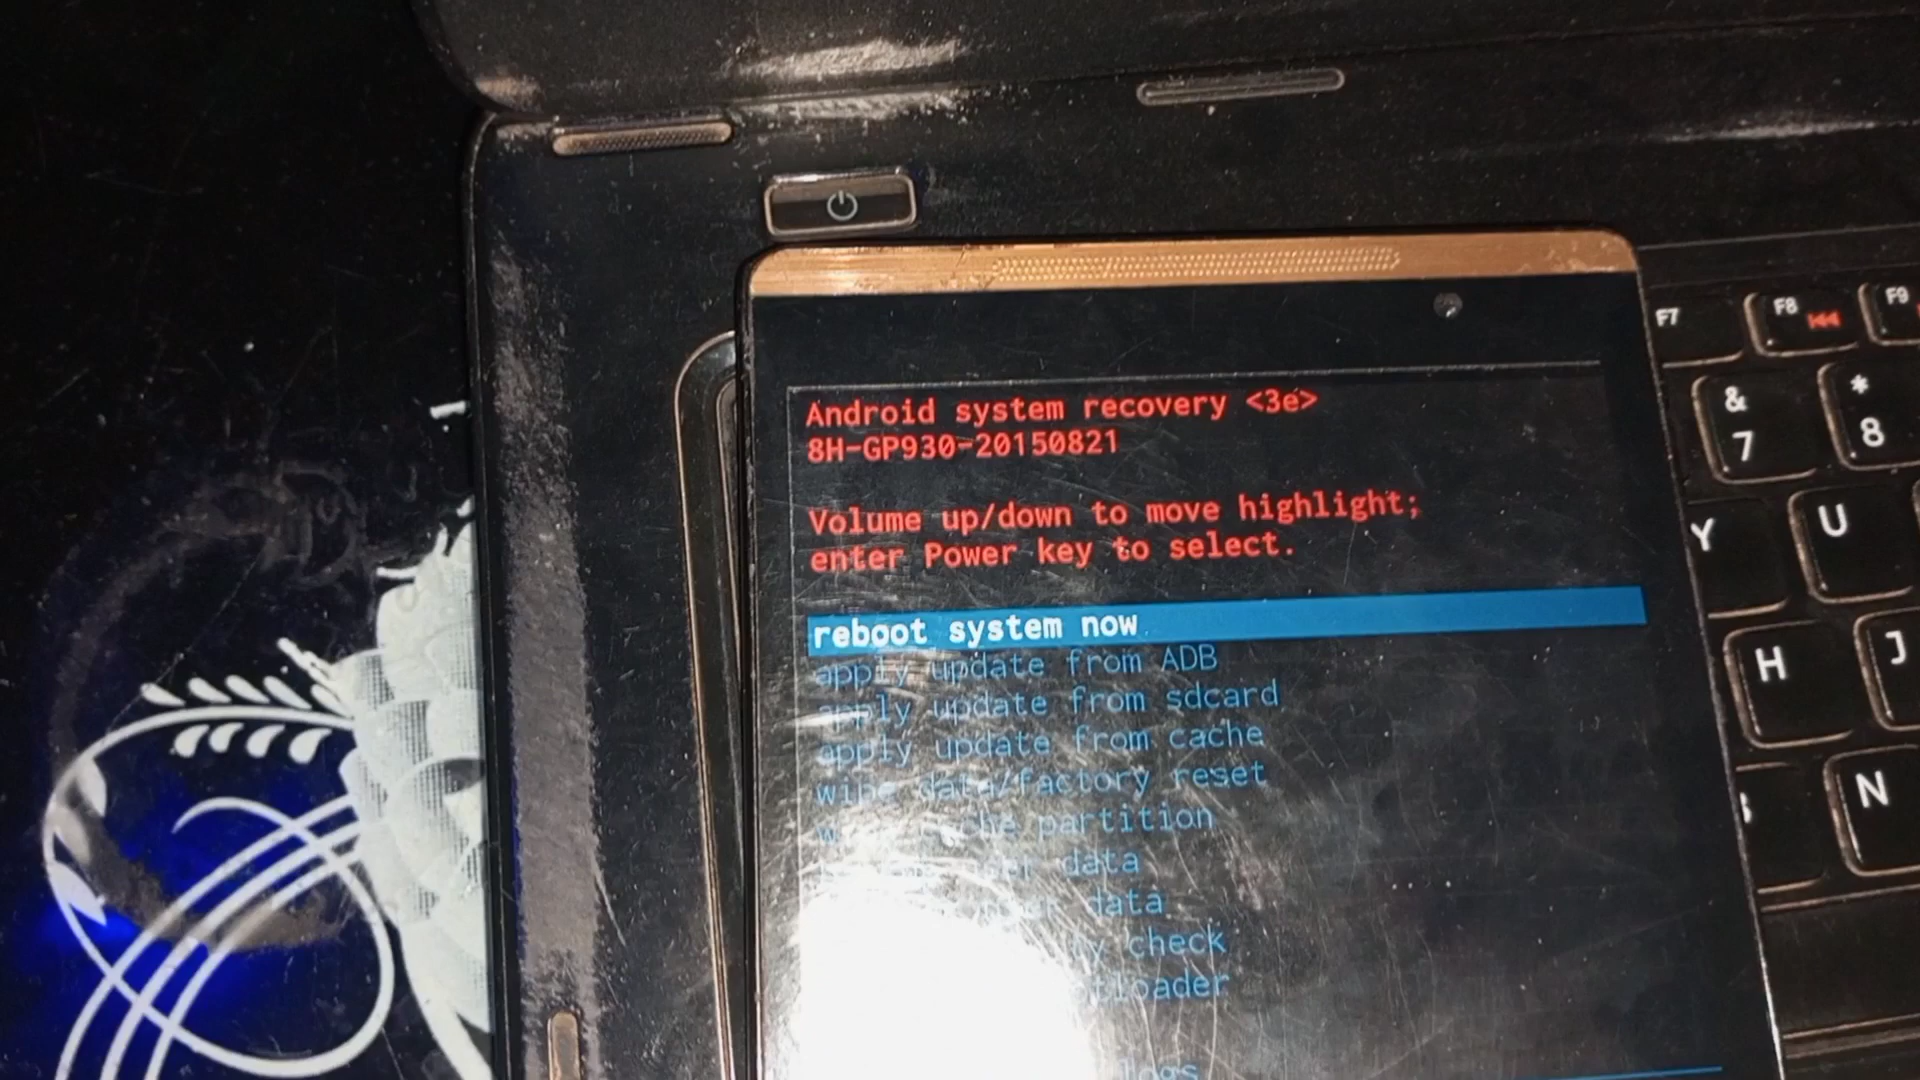 Android system recovery <3e>
8H-GP930-20150821
Volume up/down to move highlight;
enter Power key to select.
reboot system now
apply update from ADB
apply update from sdcard
apply update from cache
wipe data/factory reset
cache partition
data
data
check
logs
F7
F8
F9
&
7
*
8
Y
U
H
J
N